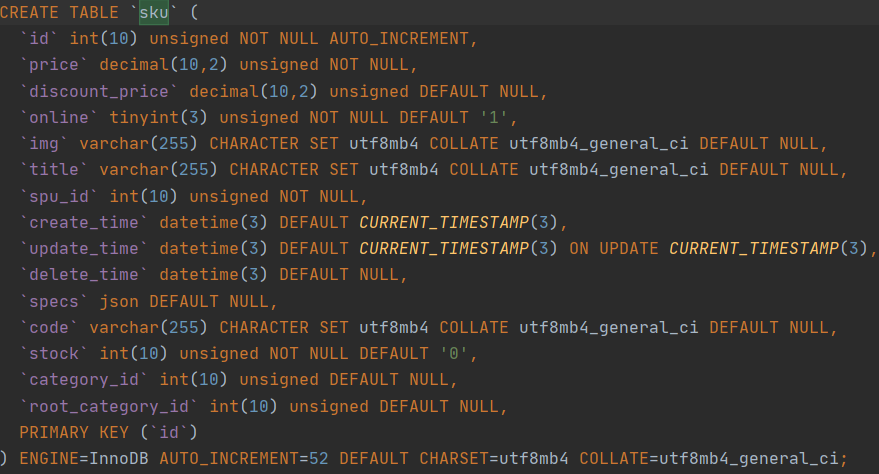 CREATE TABLE `sku` (
  `id` int(10) unsigned NOT NULL AUTO_INCREMENT,
  `price` decimal(10,2) unsigned NOT NULL,
  `discount_price` decimal(10,2) unsigned DEFAULT NULL,
  `online` tinyint(3) unsigned NOT NULL DEFAULT '1',
  `img` varchar(255) CHARACTER SET utf8mb4 COLLATE utf8mb4_general_ci DEFAULT NULL,
  `title` varchar(255) CHARACTER SET utf8mb4 COLLATE utf8mb4_general_ci DEFAULT NULL,
  `spu_id` int(10) unsigned NOT NULL,
  `create_time` datetime(3) DEFAULT CURRENT_TIMESTAMP(3),
  `update_time` datetime(3) DEFAULT CURRENT_TIMESTAMP(3) ON UPDATE CURRENT_TIMESTAMP(3),
  `delete_time` datetime(3) DEFAULT NULL,
  `specs` json DEFAULT NULL,
  `code` varchar(255) CHARACTER SET utf8mb4 COLLATE utf8mb4_general_ci DEFAULT NULL,
  `stock` int(10) unsigned NOT NULL DEFAULT '0',
  `category_id` int(10) unsigned DEFAULT NULL,
  `root_category_id` int(10) unsigned DEFAULT NULL,
  PRIMARY KEY (`id`)
) ENGINE=InnoDB AUTO_INCREMENT=52 DEFAULT CHARSET=utf8mb4 COLLATE=utf8mb4_general_ci;